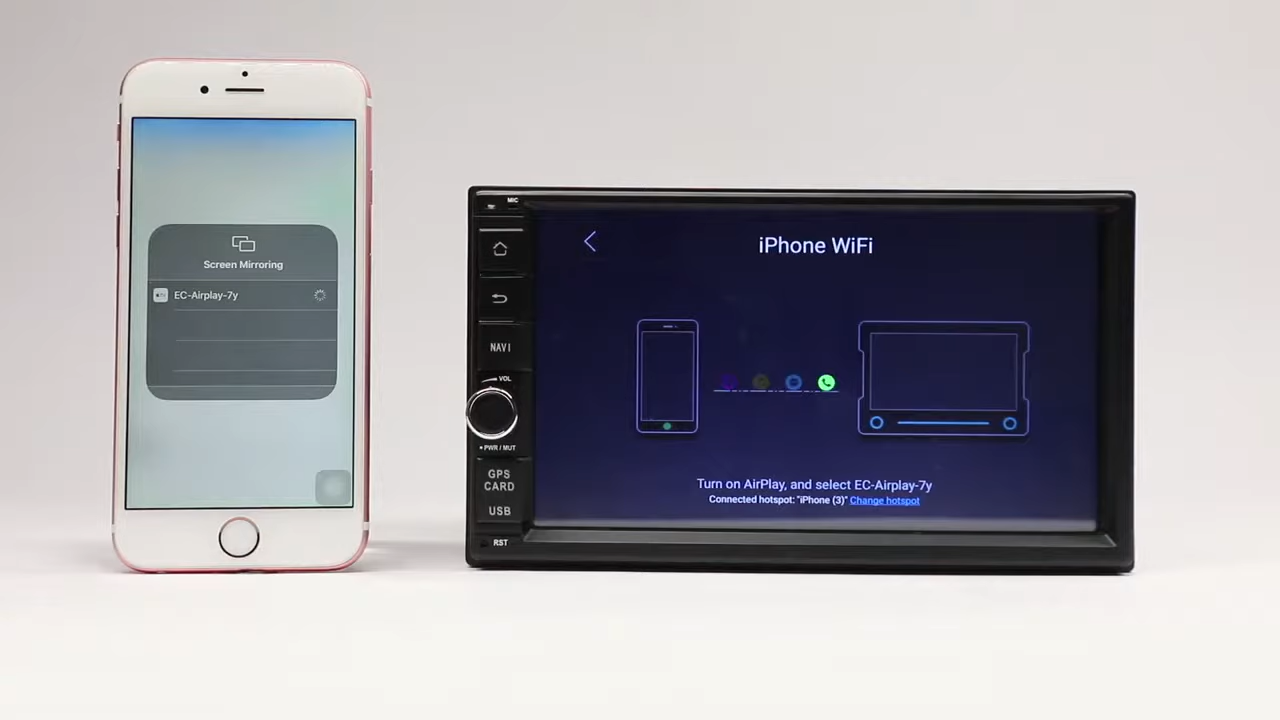 Screen Mirroring
EC-Airplay-7y
MIC
NAVI
VOL
PWR / MUT
GPS
CARD
USB
RST
iPhone WiFi
Turn on AirPlay, and select EC-Airplay-7y
Connected hotspot: "iPhone (3)" Change hotspot